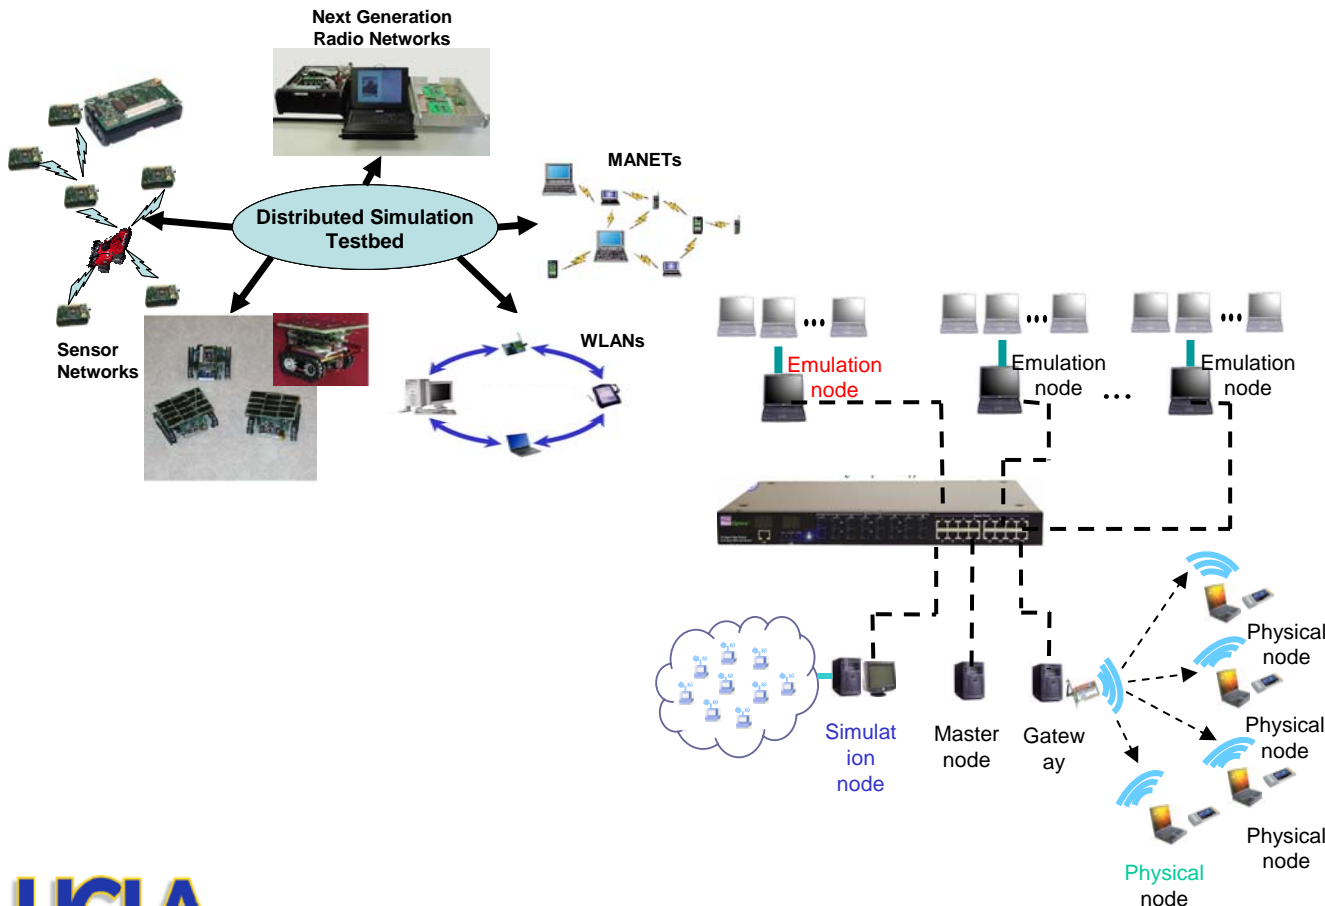 Next Generation
Radio Networks
MANETs
Distributed Simulation
Testbed
Sensor
Networks
WLANs
Emulation
node
Emulation
node
Emulation
node
...
Simulat
ion
node
Master
node
Gatew
ay
Physical
node
Physical
node
Physical
node
Physical
node
UCLA